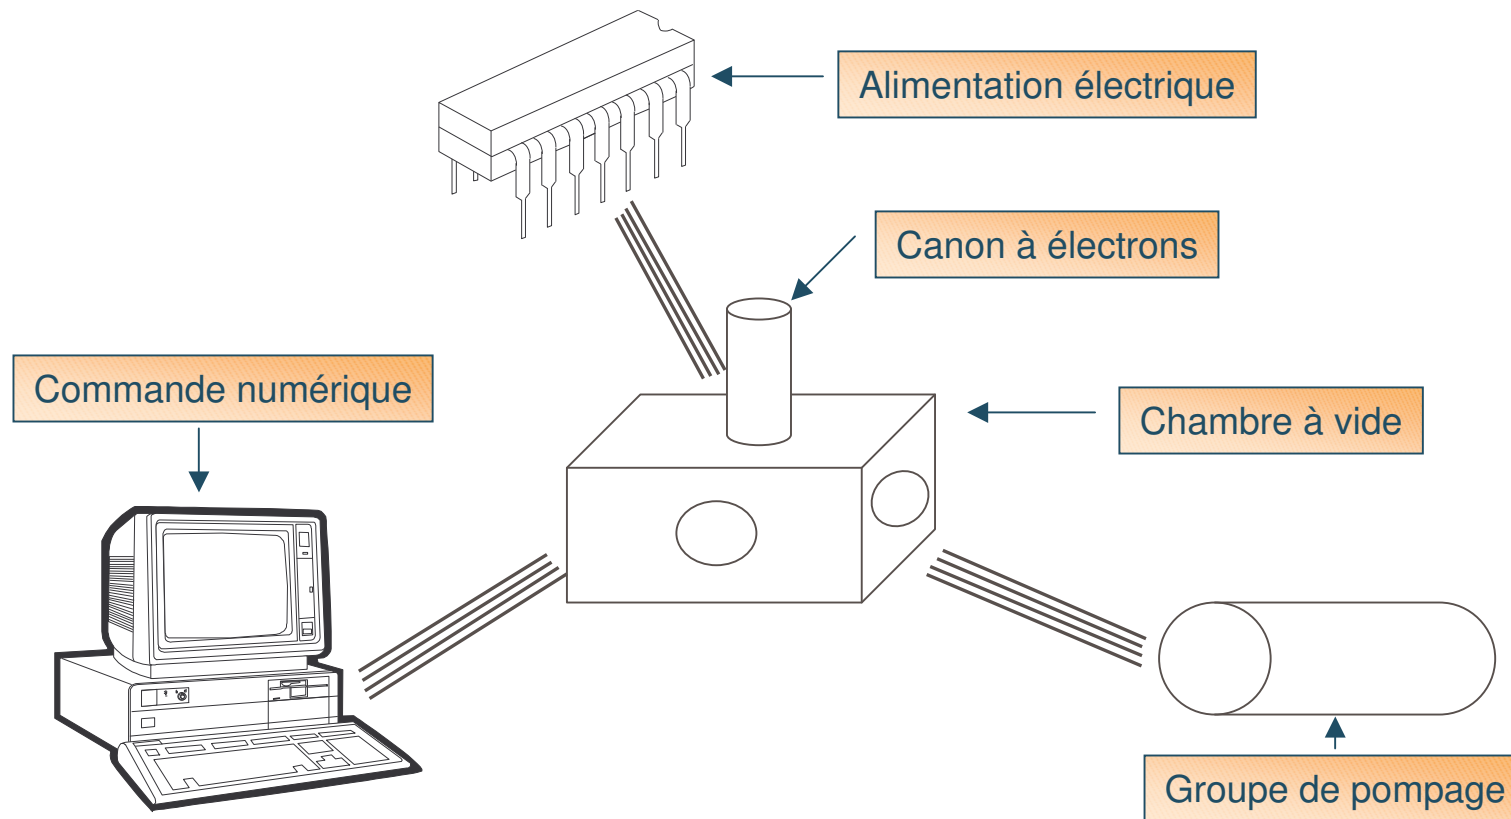 Alimentation électrique
Canon à électrons
Commande numérique
Chambre à vide
Groupe de pompage